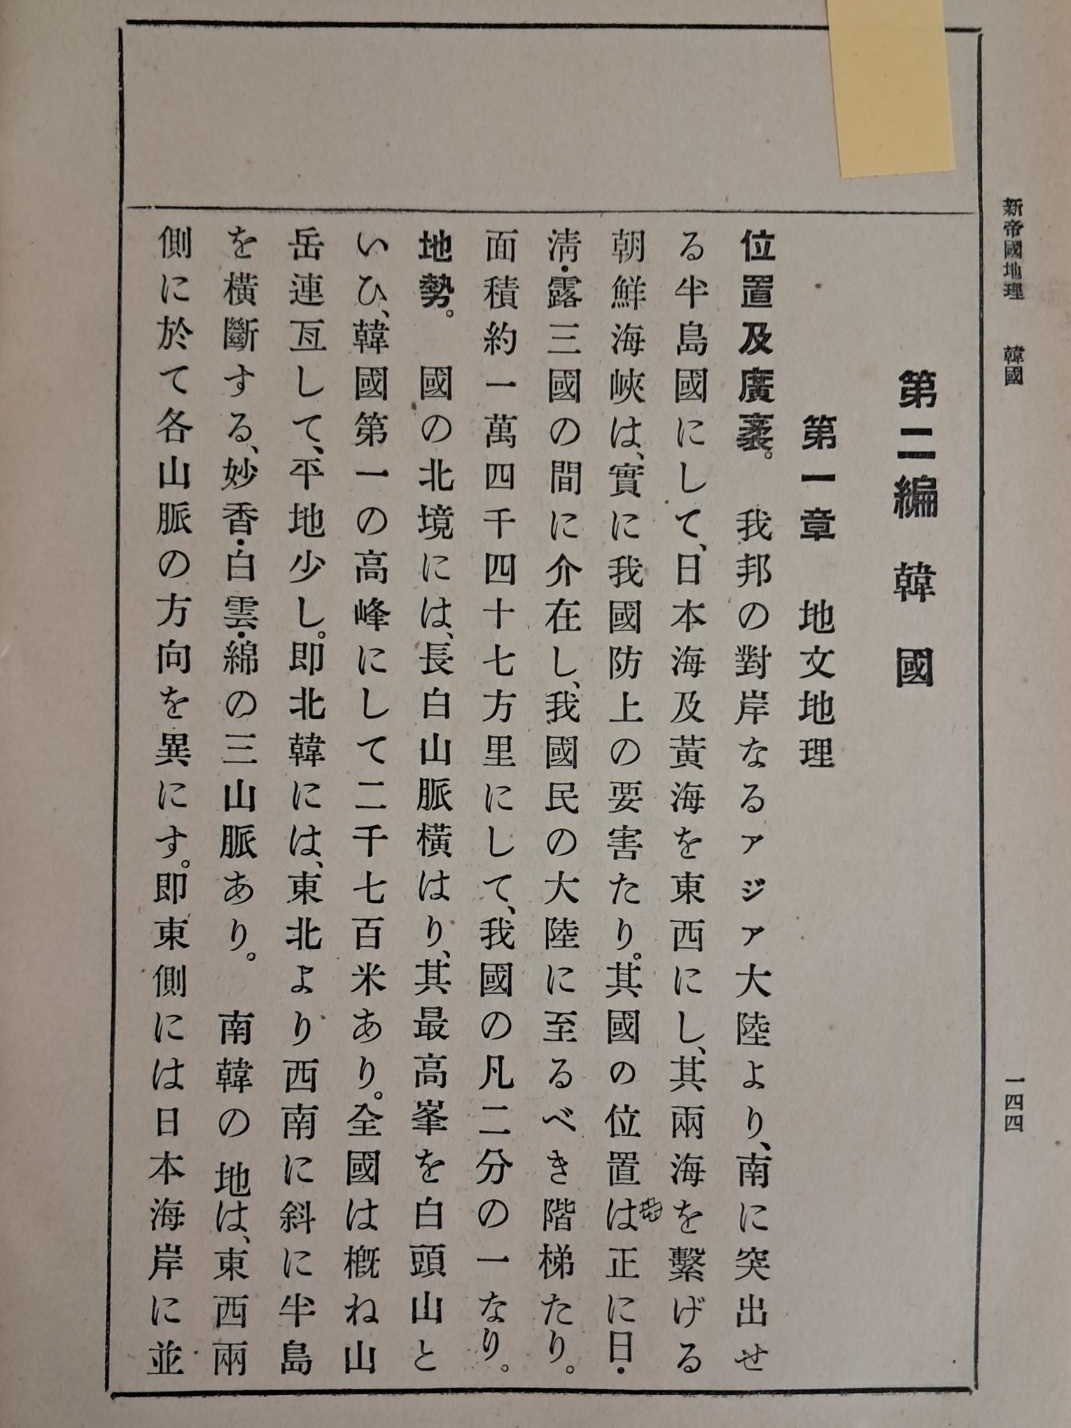 新帝國地理　韓國
一四四
第二編　韓國
第一章　地文地理
位置及廣袤。　我邦の對岸なるアジア大陸より、南に突出せ
る半島國にして、日本海及黃海を東西にし、其兩海を繫げる
朝鮮海峽は、實に我國防上の要害たり。其國の位置は正に日・
淸・露三國の間に介在し、我國民の大陸に至るべき階梯たり。
面積約一萬四千四十七方里にして、我國の凡二分の一なり。
地勢。　國の北境には、長白山脈橫はり、其最高峯を白頭山と
いひ、韓國第一の高峰にして二千七百米あり。全國は槪ね山
岳連亙して、平地少し。卽北韓には、東北より西南に斜に半島
を橫斷する、妙香・白雲・綿の三山脈あり。　南韓の地は、東西兩
側に於て各山脈の方向を異にす。卽東側には日本海岸に並